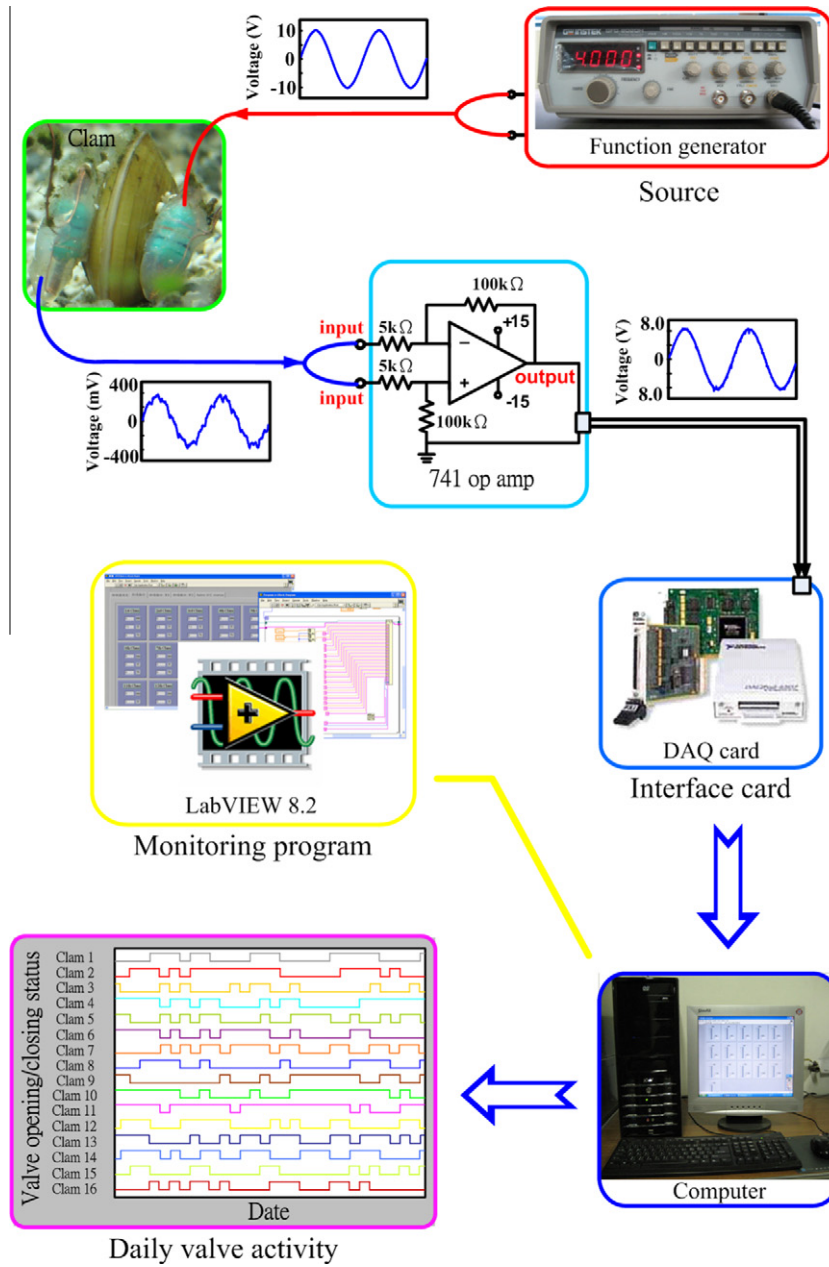 Voltage (V)
10
0
-10
GWINSTEK
4.000
Function generator
Source
Clam
100kΩ
+15
5kΩ
input
−
5kΩ
+
output
input
-15
100kΩ
741 op amp
Voltage (V)
8.0
0
8.0
Voltage (mV)
400
0
-400
DAQ card
Interface card
LabVIEW 8.2
Monitoring program
Valve opening/closing status
Clam 1
Clam 2
Clam 3
Clam 4
Clam 5
Clam 6
Clam 7
Clam 8
Clam 9
Clam 10
Clam 11
Clam 12
Clam 13
Clam 14
Clam 15
Clam 16
Date
Daily valve activity
Computer